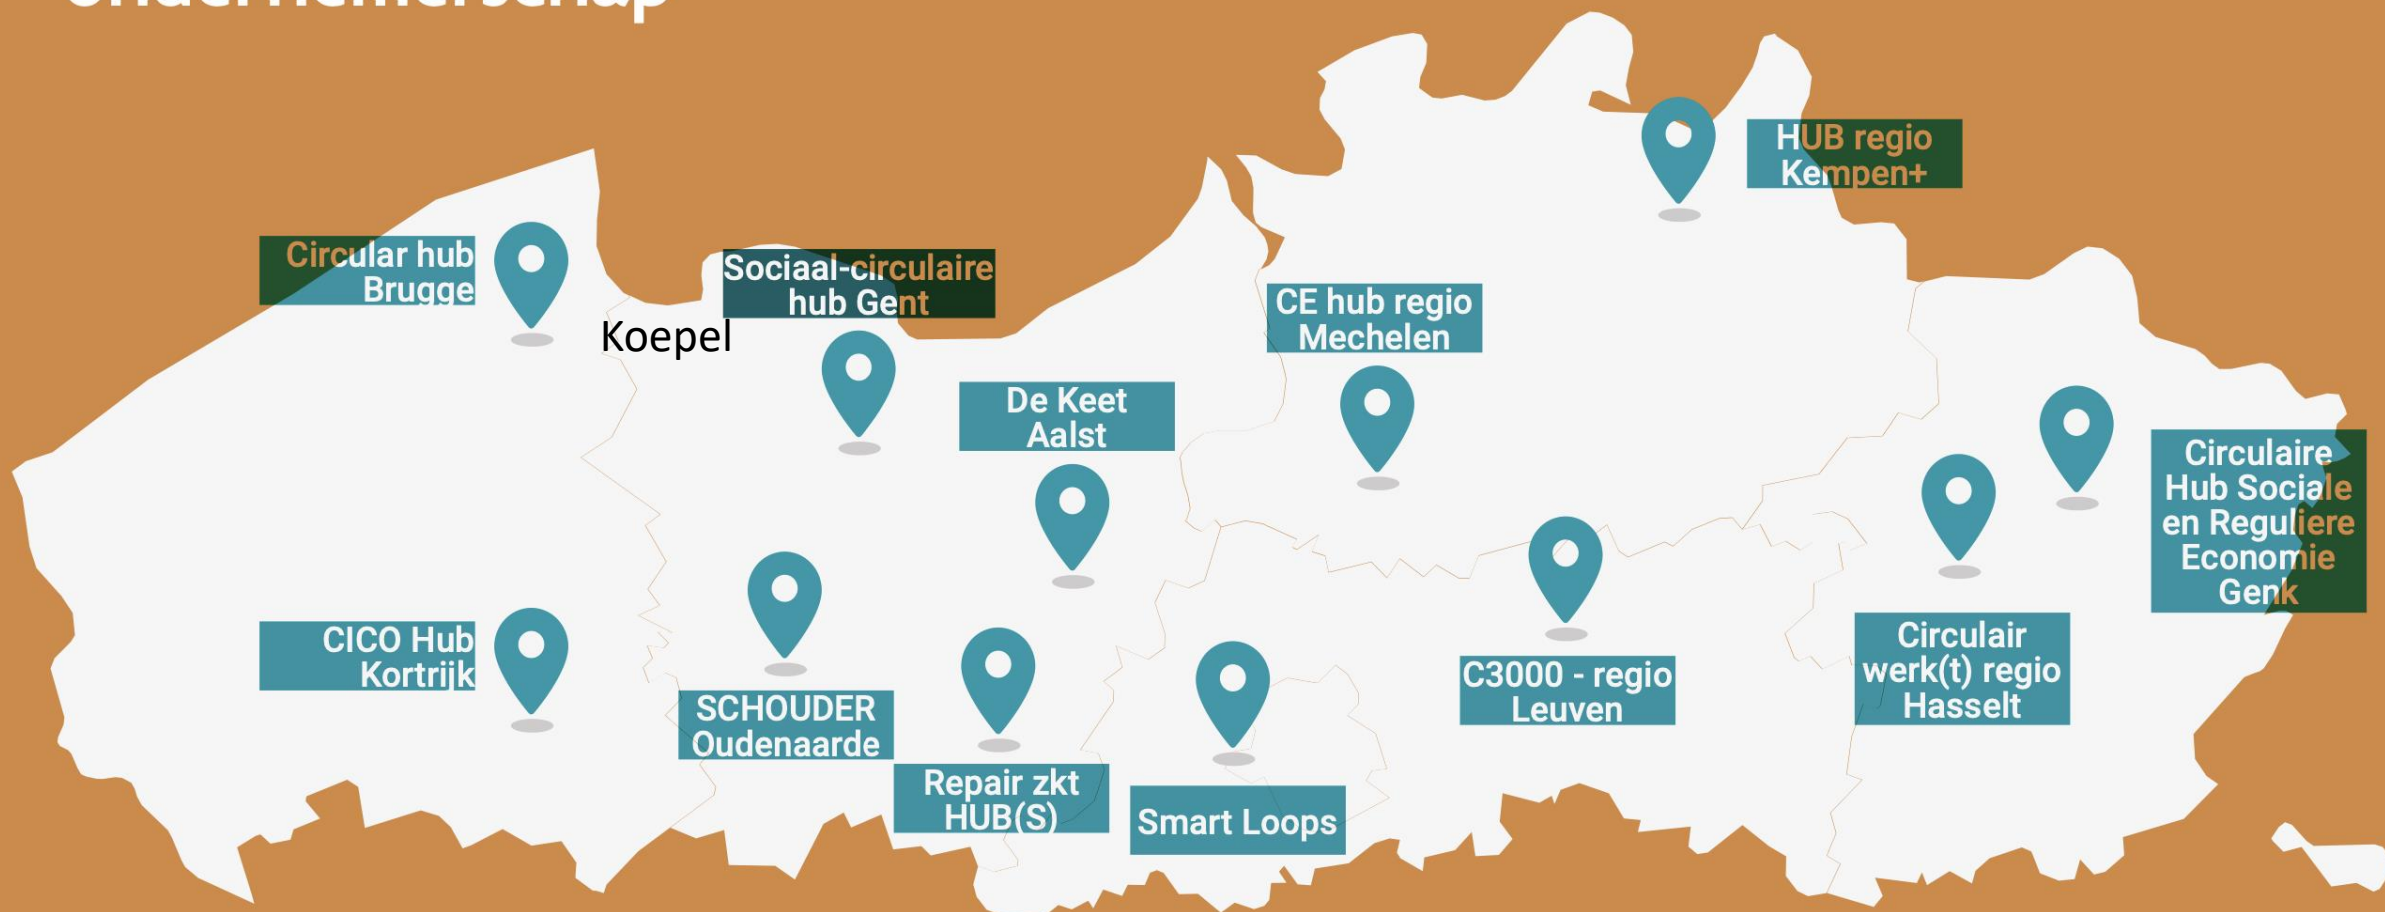 ondernemerschap
HUB regio
Kempen+
Circular hub
Brugge
Sociaal-circulaire
hub Gent
Koepel
CE hub regio
Mechelen
De Keet
Aalst
Circulaire
Hub Sociale
en Reguliere
Economie
Genk
CICO Hub
Kortrijk
Circulair
werk(t) regio
Hasselt
C3000 - regio
Leuven
SCHOUDER
Oudenaarde
Repair zkt
HUB(S)
Smart Loops